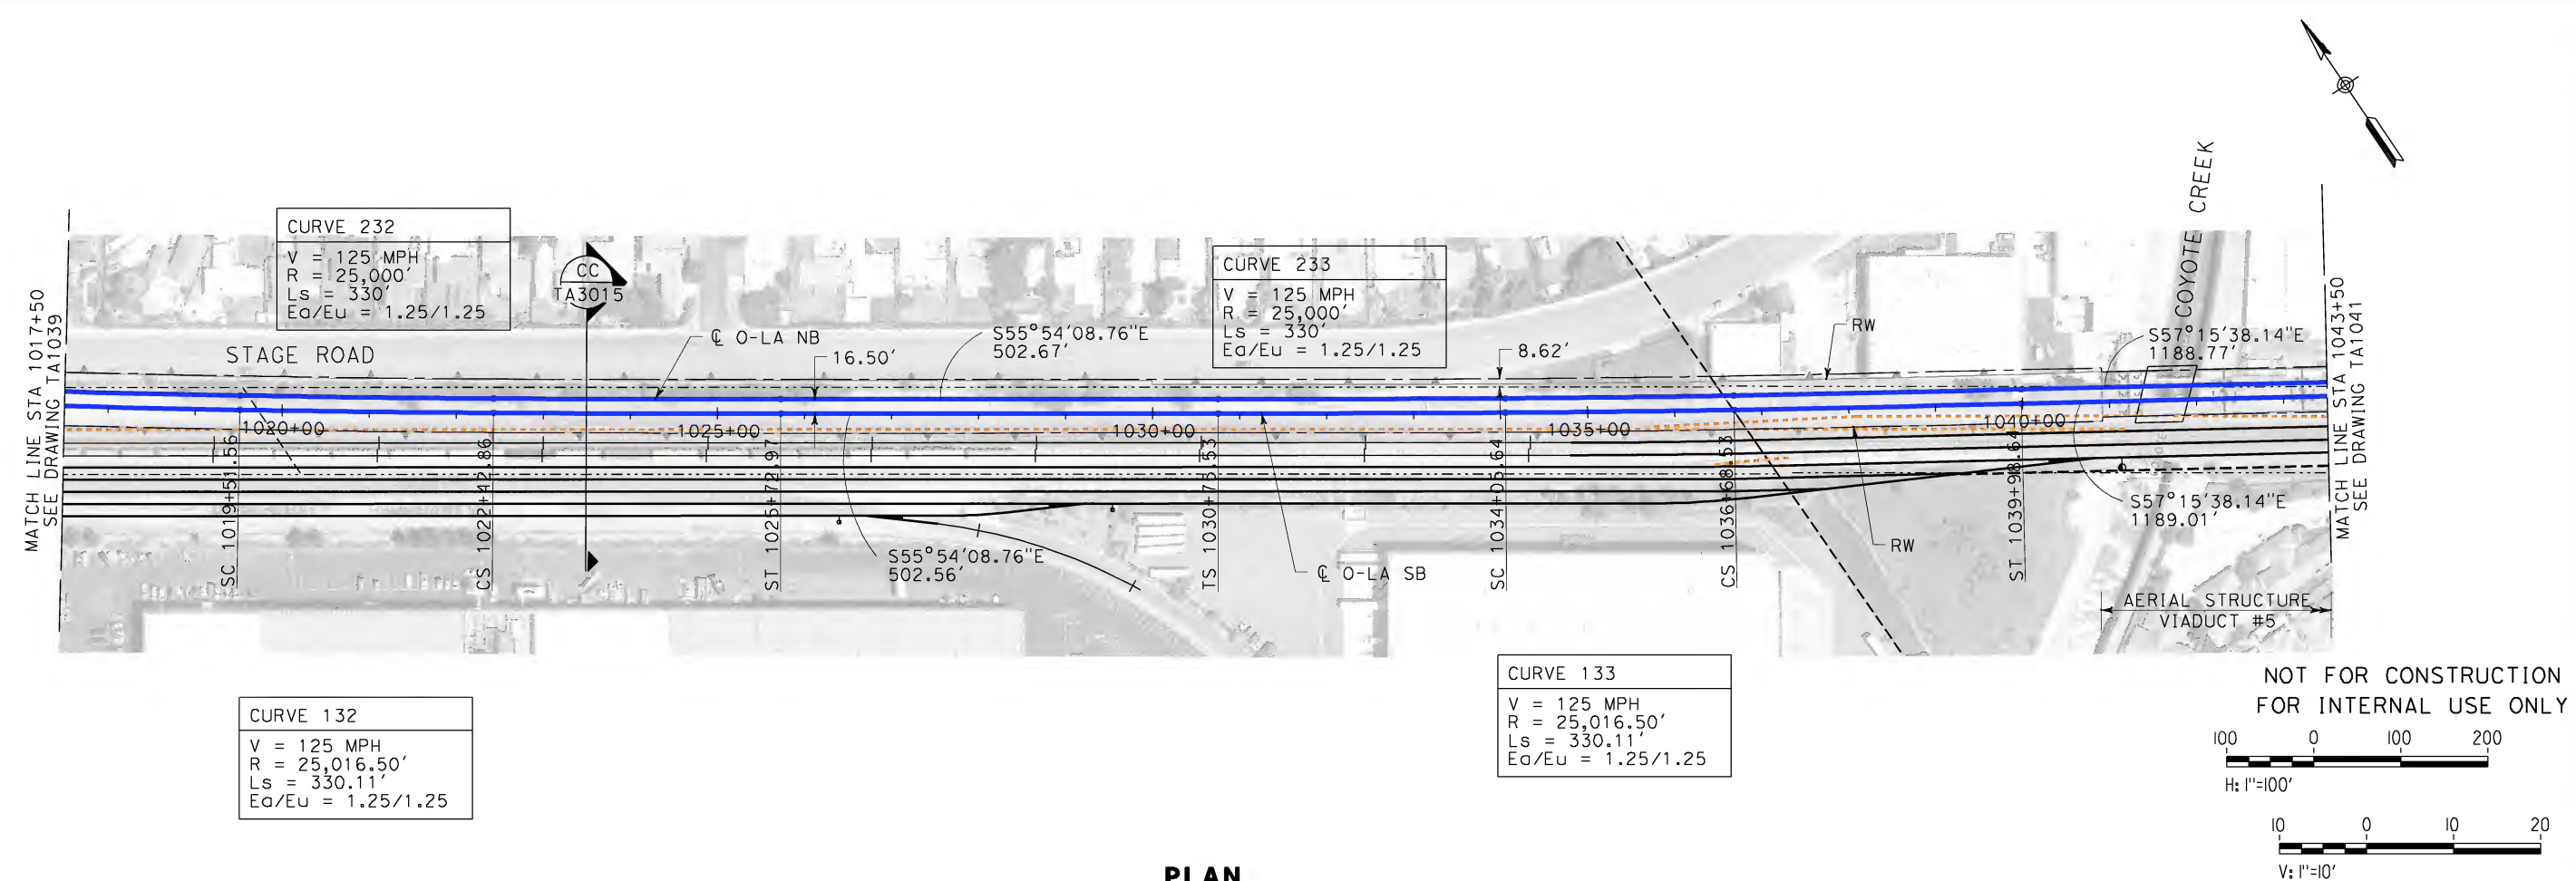 CURVE 232
V = 125 MPH
R = 25,000'
Ls = 330'
Ea/Eu = 1.25/1.25
CC
TA3015
CURVE 233
V = 125 MPH
R = 25,000'
Ls = 330'
Ea/Eu = 1.25/1.25
COYOTE CREEK
MATCH LINE STA 1017+50
SEE DRAWING TA1039
STAGE ROAD
℄ O-LA NB
16.50'
S55°54'08.76"E
502.67'
8.62'
RW
S57°15'38.14"E
1188.77'
MATCH LINE STA 1043+50
SEE DRAWING TA1041
1020+00
1025+00
1030+00
1035+00
1040+00
SC 1019+51.56
CS 1022+42.86
ST 1025+72.97
TS 1030+75.53
SC 1034+05.64
CS 1036+68.53
ST 1039+98.64
S55°54'08.76"E
502.56'
℄ O-LA SB
RW
S57°15'38.14"E
1189.01'
AERIAL STRUCTURE
VIADUCT #5
CURVE 132
V = 125 MPH
R = 25,016.50'
Ls = 330.11'
Ea/Eu = 1.25/1.25
CURVE 133
V = 125 MPH
R = 25,016.50'
Ls = 330.11'
Ea/Eu = 1.25/1.25
NOT FOR CONSTRUCTION
FOR INTERNAL USE ONLY
100 0 100 200
H: 1"=100'
10 0 10 20
V: 1"=10'
PLAN